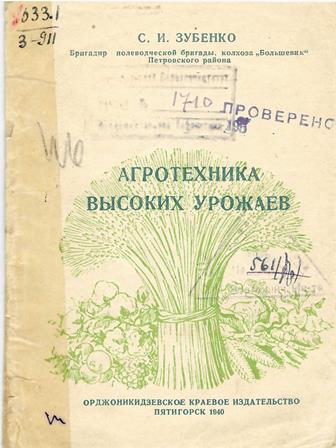 633.1
З-911
С. И. ЗУБЕНКО
Бригадир полеводческой бригады, колхоза „Большевик“
Петровского района
№ 1710
ПРОВЕРЕНО
АГРОТЕХНИКА
ВЫСОКИХ УРОЖАЕВ
ОРДЖОНИКИДЗЕВСКОЕ КРАЕВОЕ ИЗДАТЕЛЬСТВО
ПЯТИГОРСК 1940